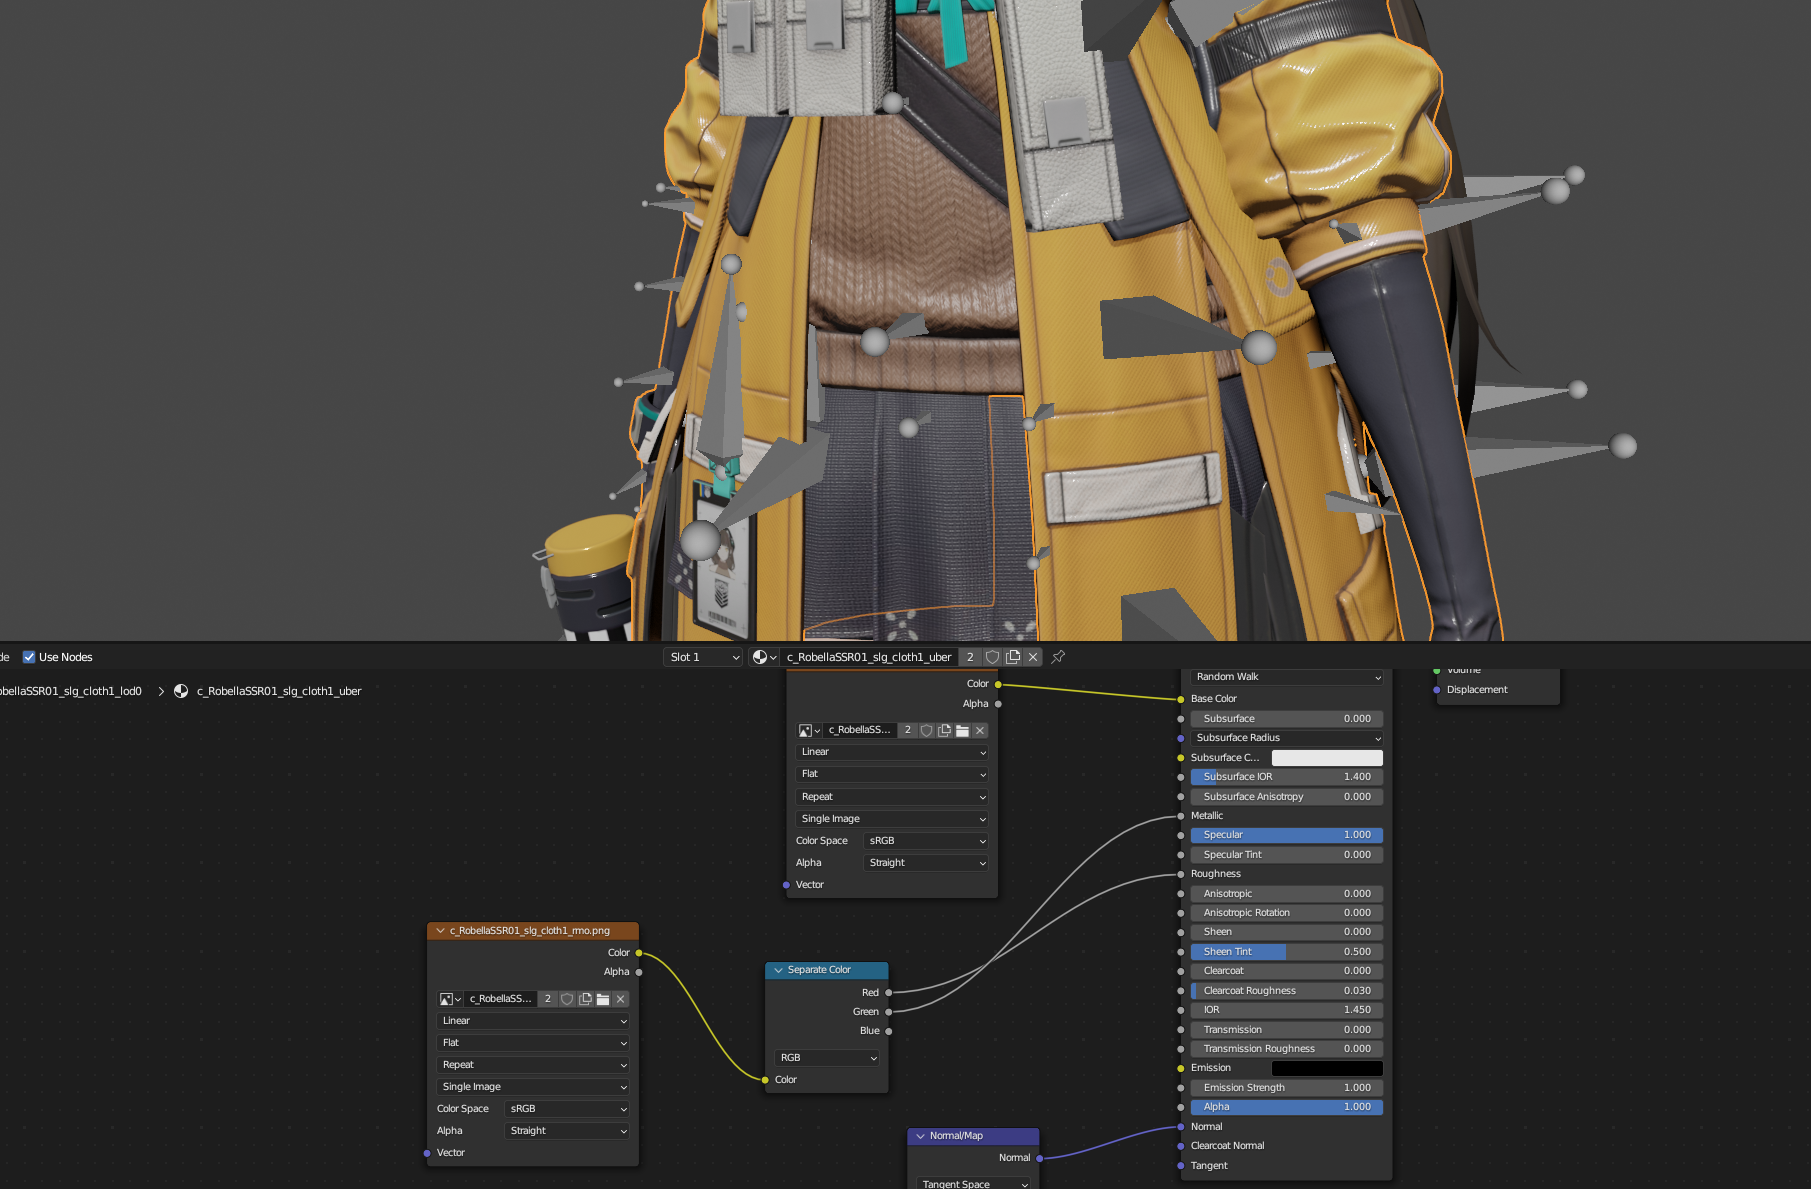 de
Use Nodes
Slot 1
c_RobellaSSR01_slg_cloth1_uber
2
obellaSSR01_slg_cloth1_lod0
c_RobellaSSR01_slg_cloth1_uber
Color
Alpha
c_RobellaSS...
2
Linear
Flat
Repeat
Single Image
Color Space
sRGB
Alpha
Straight
Vector
c_RobellaSSR01_slg_cloth1_rmo.png
Color
Alpha
c_RobellaSS...
2
Linear
Flat
Repeat
Single Image
Color Space
sRGB
Alpha
Straight
Vector
Separate Color
Red
Green
Blue
RGB
Color
Normal/Map
Normal
Tangent Space
Random Walk
Base Color
Subsurface 0.000
Subsurface Radius
Subsurface C...
Subsurface IOR 1.400
Subsurface Anisotropy 0.000
Metallic
Specular 1.000
Specular Tint 0.000
Roughness
Anisotropic 0.000
Anisotropic Rotation 0.000
Sheen 0.000
Sheen Tint 0.500
Clearcoat 0.000
Clearcoat Roughness 0.030
IOR 1.450
Transmission 0.000
Transmission Roughness 0.000
Emission
Emission Strength 1.000
Alpha 1.000
Normal
Clearcoat Normal
Tangent
Volume
Displacement